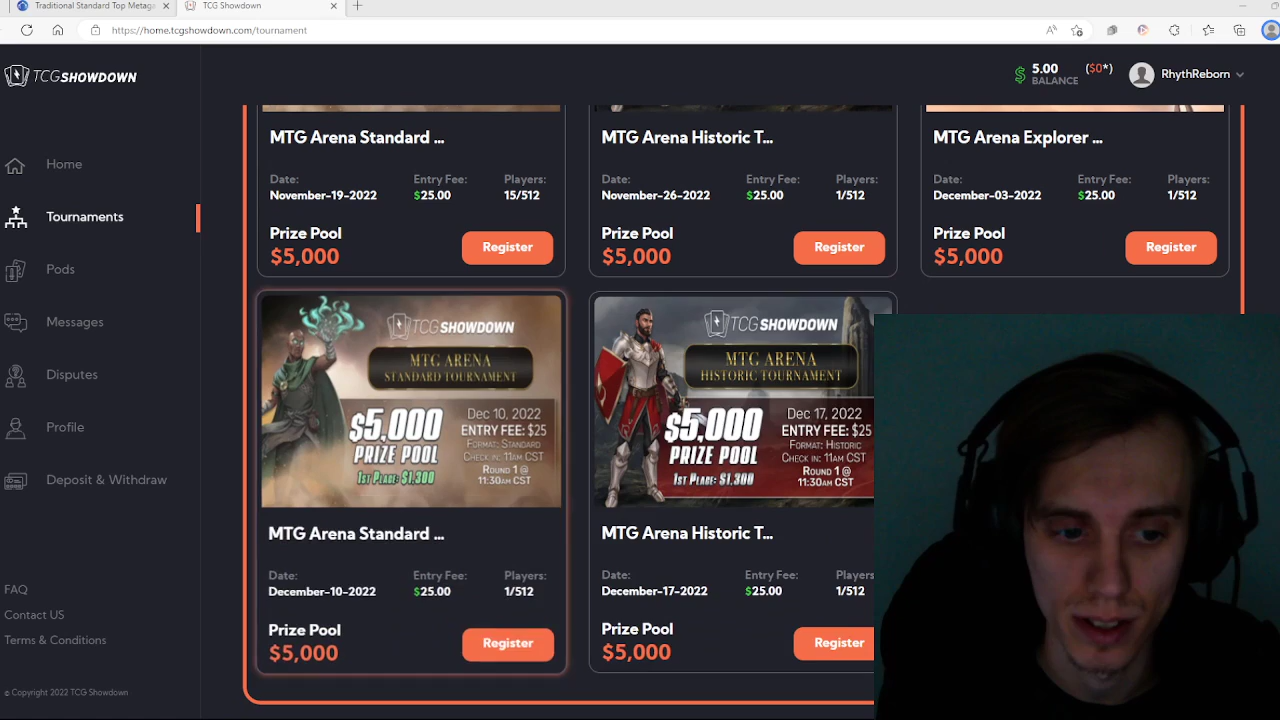 Traditional Standard Top Metaga
TCG Showdown
https://home.tcgshowdown.com/tournament
TCGSHOWDOWN
5.00
BALANCE
($0*)
RhythReborn
Home
Tournaments
Pods
Messages
Disputes
Profile
Deposit & Withdraw
FAQ
Contact US
Terms & Conditions
© Copyright 2022 TCG Showdown
MTG Arena Standard ...
Date:
Entry Fee:
Players:
November-19-2022
$25.00
15/512
Prize Pool
$5,000
Register
MTG Arena Historic T...
Date:
Entry Fee:
Players:
November-26-2022
$25.00
1/512
Prize Pool
$5,000
Register
MTG Arena Explorer ...
Date:
Entry Fee:
Players:
December-03-2022
$25.00
1/512
Prize Pool
$5,000
Register
TCGSHOWDOWN
MTG ARENA
STANDARD TOURNAMENT
$5,000
PRIZE POOL
1ST PLACE: $1,300
DEC 10, 2022
ENTRY FEE: $25
FORMAT: STANDARD
CHECK IN: 11AM CST
ROUND 1 @
11:30AM CST
MTG Arena Standard ...
Date:
Entry Fee:
Players:
December-10-2022
$25.00
1/512
Prize Pool
$5,000
Register
TCGSHOWDOWN
MTG ARENA
HISTORIC TOURNAMENT
$5,000
PRIZE POOL
1ST PLACE: $1,300
DEC 17, 2022
ENTRY FEE: $25
FORMAT: HISTORIC
CHECK IN: 11AM CST
ROUND 1 @
11:30AM CST
MTG Arena Historic T...
Date:
Entry Fee:
Players
December-17-2022
$25.00
1/512
Prize Pool
$5,000
Register